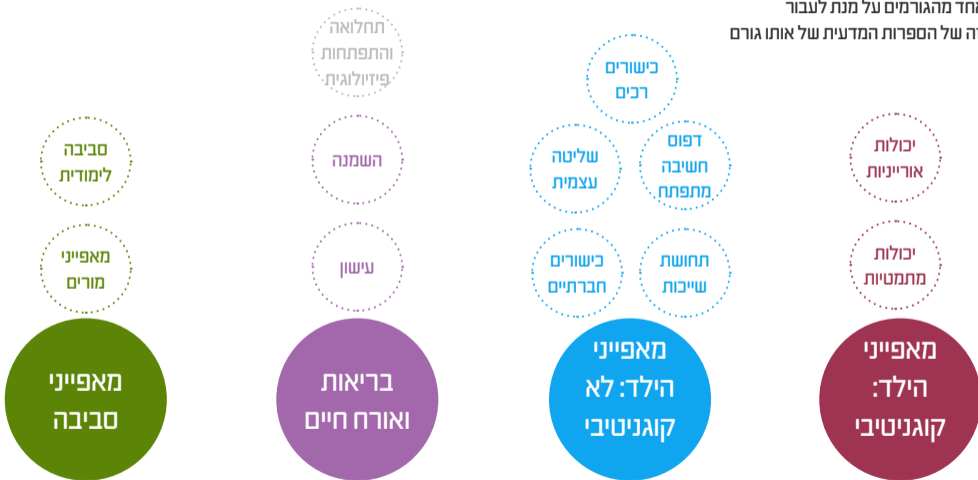 אחד מהגורמים על מנת לעבור
זה של הספרות המדעית של אותו גורם
יכולות
אורייניות
יכולות
מתמטיות
מאפייני
הילד:
קוגניטיבי
כישורים
רכים
דפוס
חשיבה
מתפתח
שליטה
עצמית
תחושת
שייכות
כישורים
חברתיים
מאפייני
הילד: לא
קוגניטיבי
תחלואה
והתפתחות
פיזיולוגית
השמנה
עישון
בריאות
ואורח חיים
סביבה
לימודית
מאפייני
מורים
מאפייני
סביבה